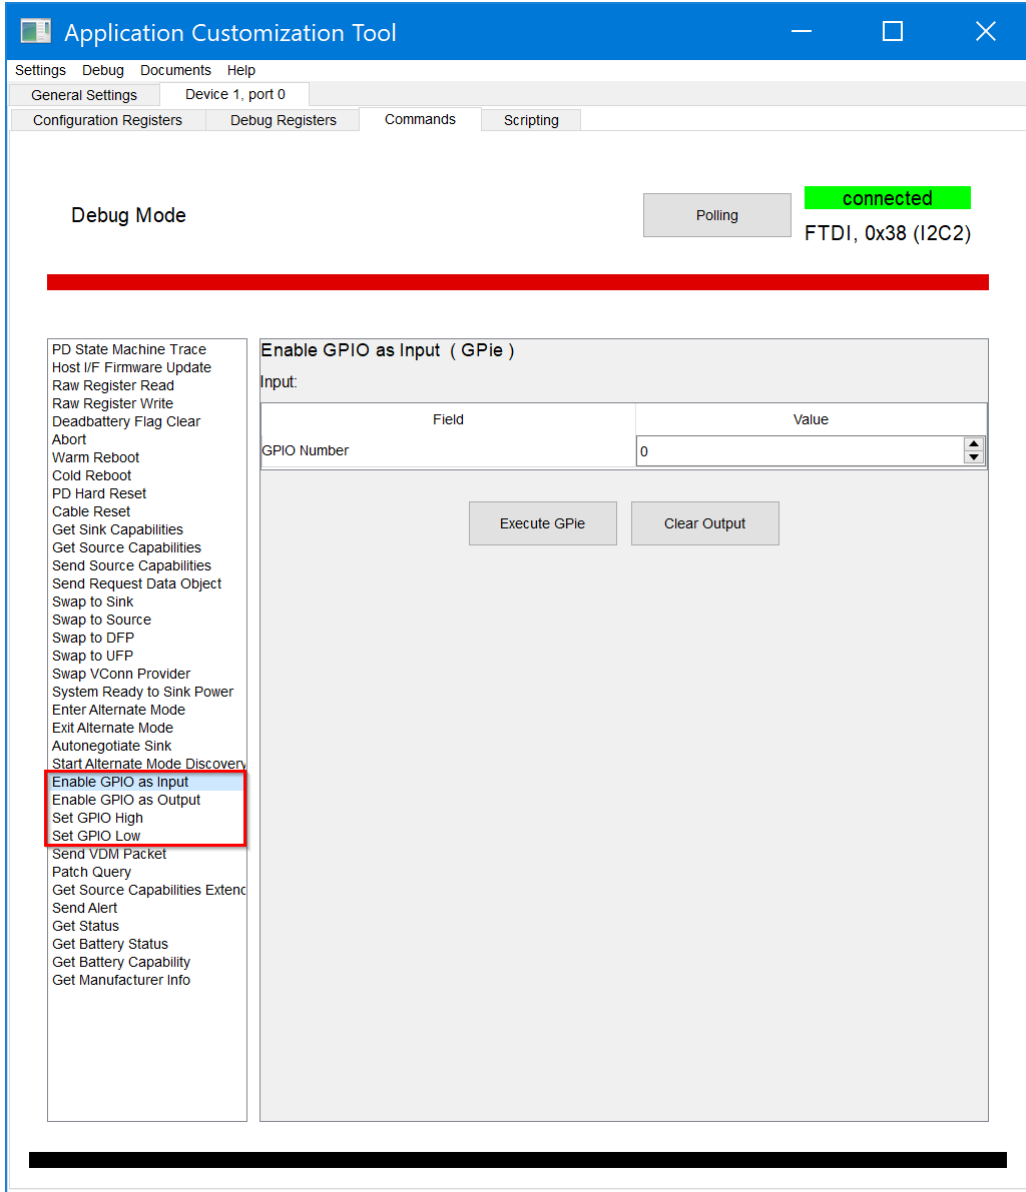 Application Customization Tool
Settings Debug Documents Help
General Settings Device 1, port 0
Configuration Registers Debug Registers Commands Scripting
Debug Mode
Polling
connected
FTDI, 0x38 (I2C2)
PD State Machine Trace
Host I/F Firmware Update
Raw Register Read
Raw Register Write
Deadbattery Flag Clear
Abort
Warm Reboot
Cold Reboot
PD Hard Reset
Cable Reset
Get Sink Capabilities
Get Source Capabilities
Send Source Capabilities
Send Request Data Object
Swap to Sink
Swap to Source
Swap to DFP
Swap to UFP
Swap VConn Provider
System Ready to Sink Power
Enter Alternate Mode
Exit Alternate Mode
Autonegotiate Sink
Start Alternate Mode Discovery
Enable GPIO as Input
Enable GPIO as Output
Set GPIO High
Set GPIO Low
Send VDM Packet
Patch Query
Get Source Capabilities Extenc
Send Alert
Get Status
Get Battery Status
Get Battery Capability
Get Manufacturer Info
Enable GPIO as Input ( GPie )
Input:
Field Value
GPIO Number 0
Execute GPie Clear Output